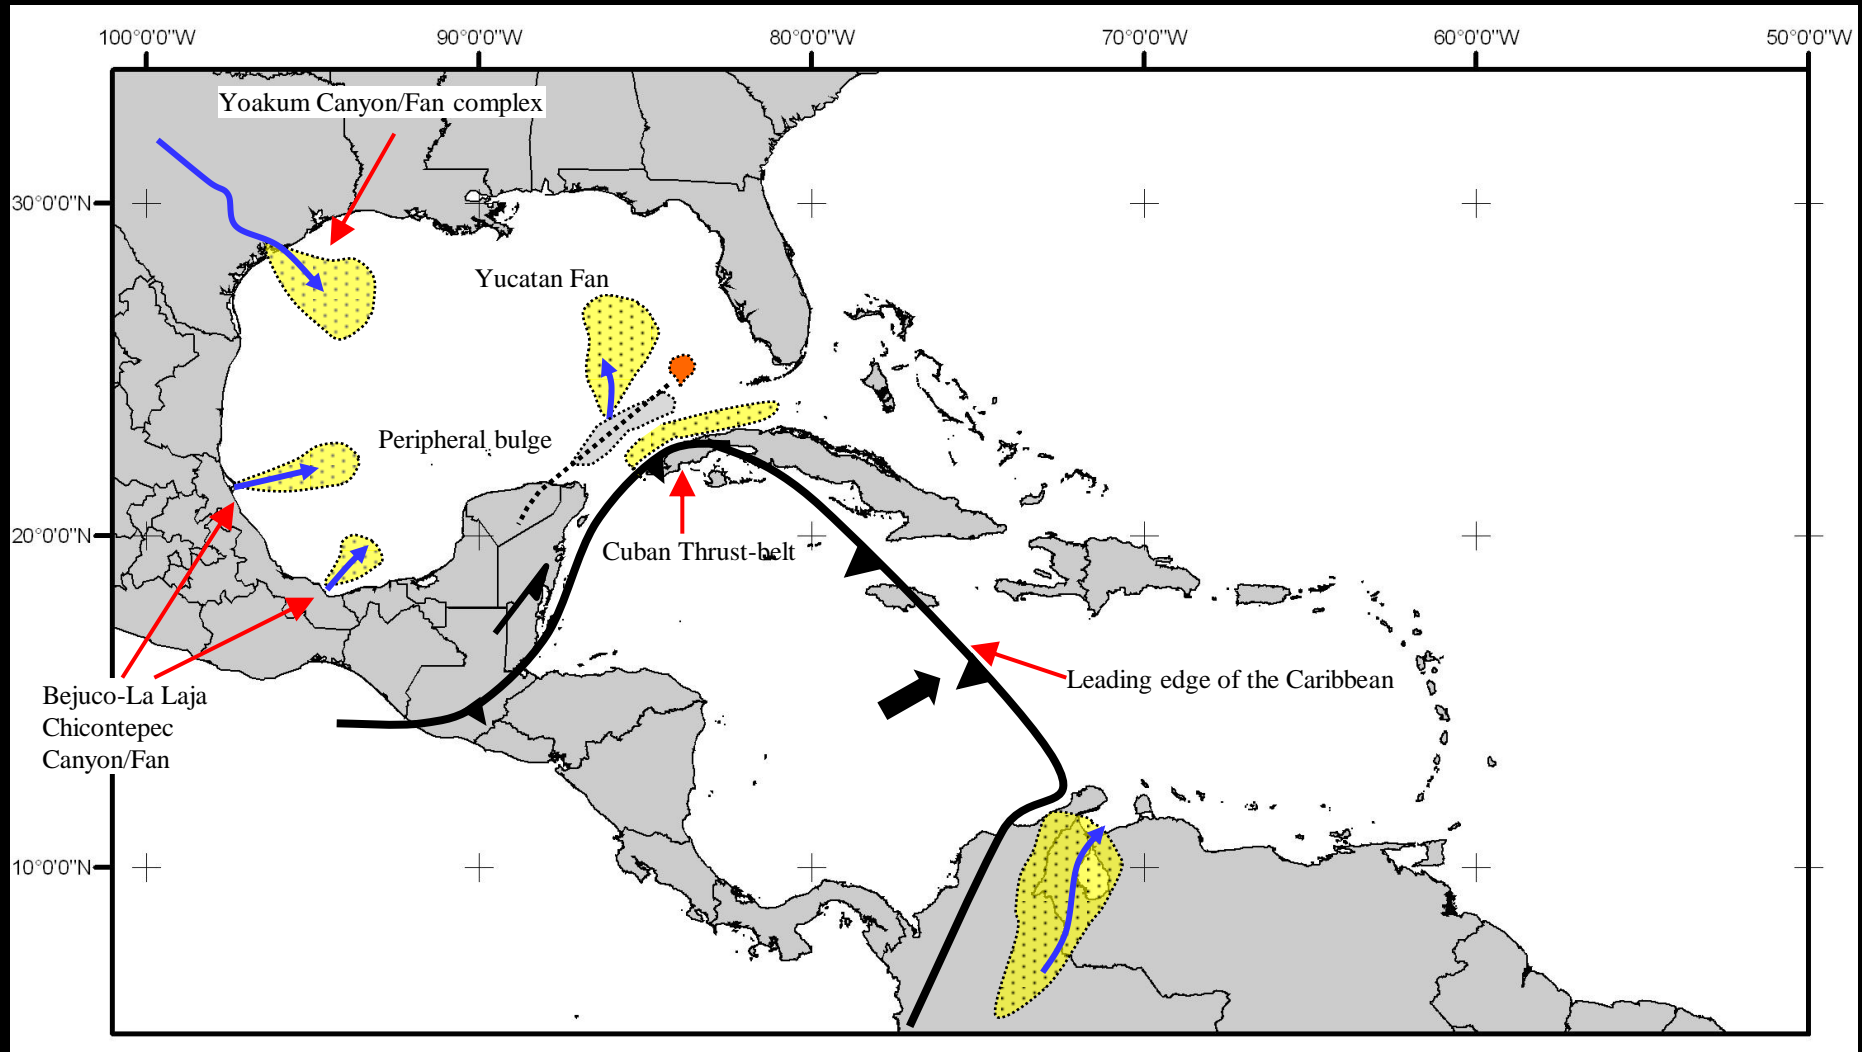 100°0'0"W
90°0'0"W
80°0'0"W
70°0'0"W
60°0'0"W
50°0'0"W
Yoakum Canyon/Fan complex
30°0'0"N
Yucatan Fan
Peripheral bulge
20°0'0"N
Cuban Thrust-belt
Leading edge of the Caribbean
Bejuco-La Laja
Chicontepec
Canyon/Fan
10°0'0"N